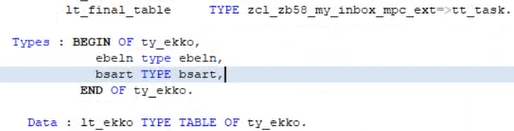 lt_final_table TYPE zcl_zb58_my_inbox_mpc_ext=>tt_task.
Types : BEGIN OF ty_ekko,
ebeln type ebeln,
bsart TYPE bsart,
END OF ty_ekko.
Data : lt_ekko TYPE TABLE OF ty_ekko.